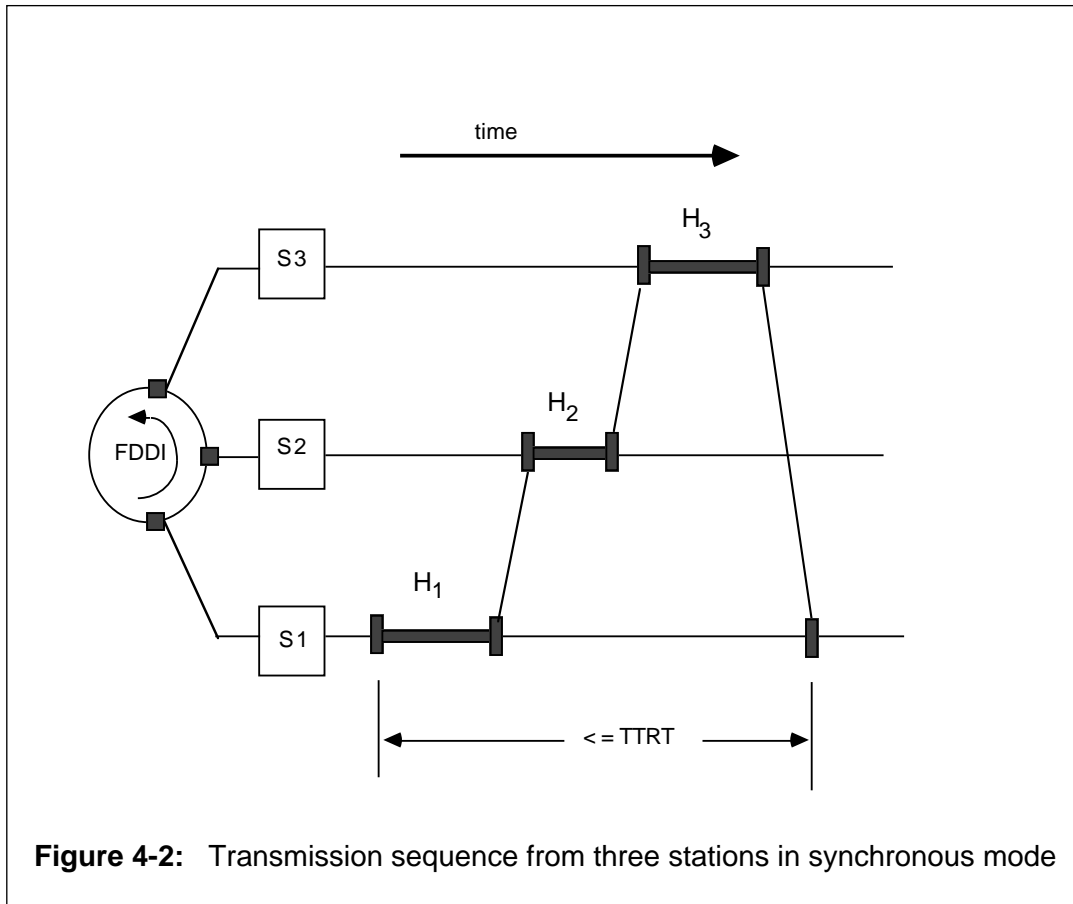 time
H3
S3
H2
FDDI
S2
H1
S1
<= TTRT
Figure 4-2: Transmission sequence from three stations in synchronous mode